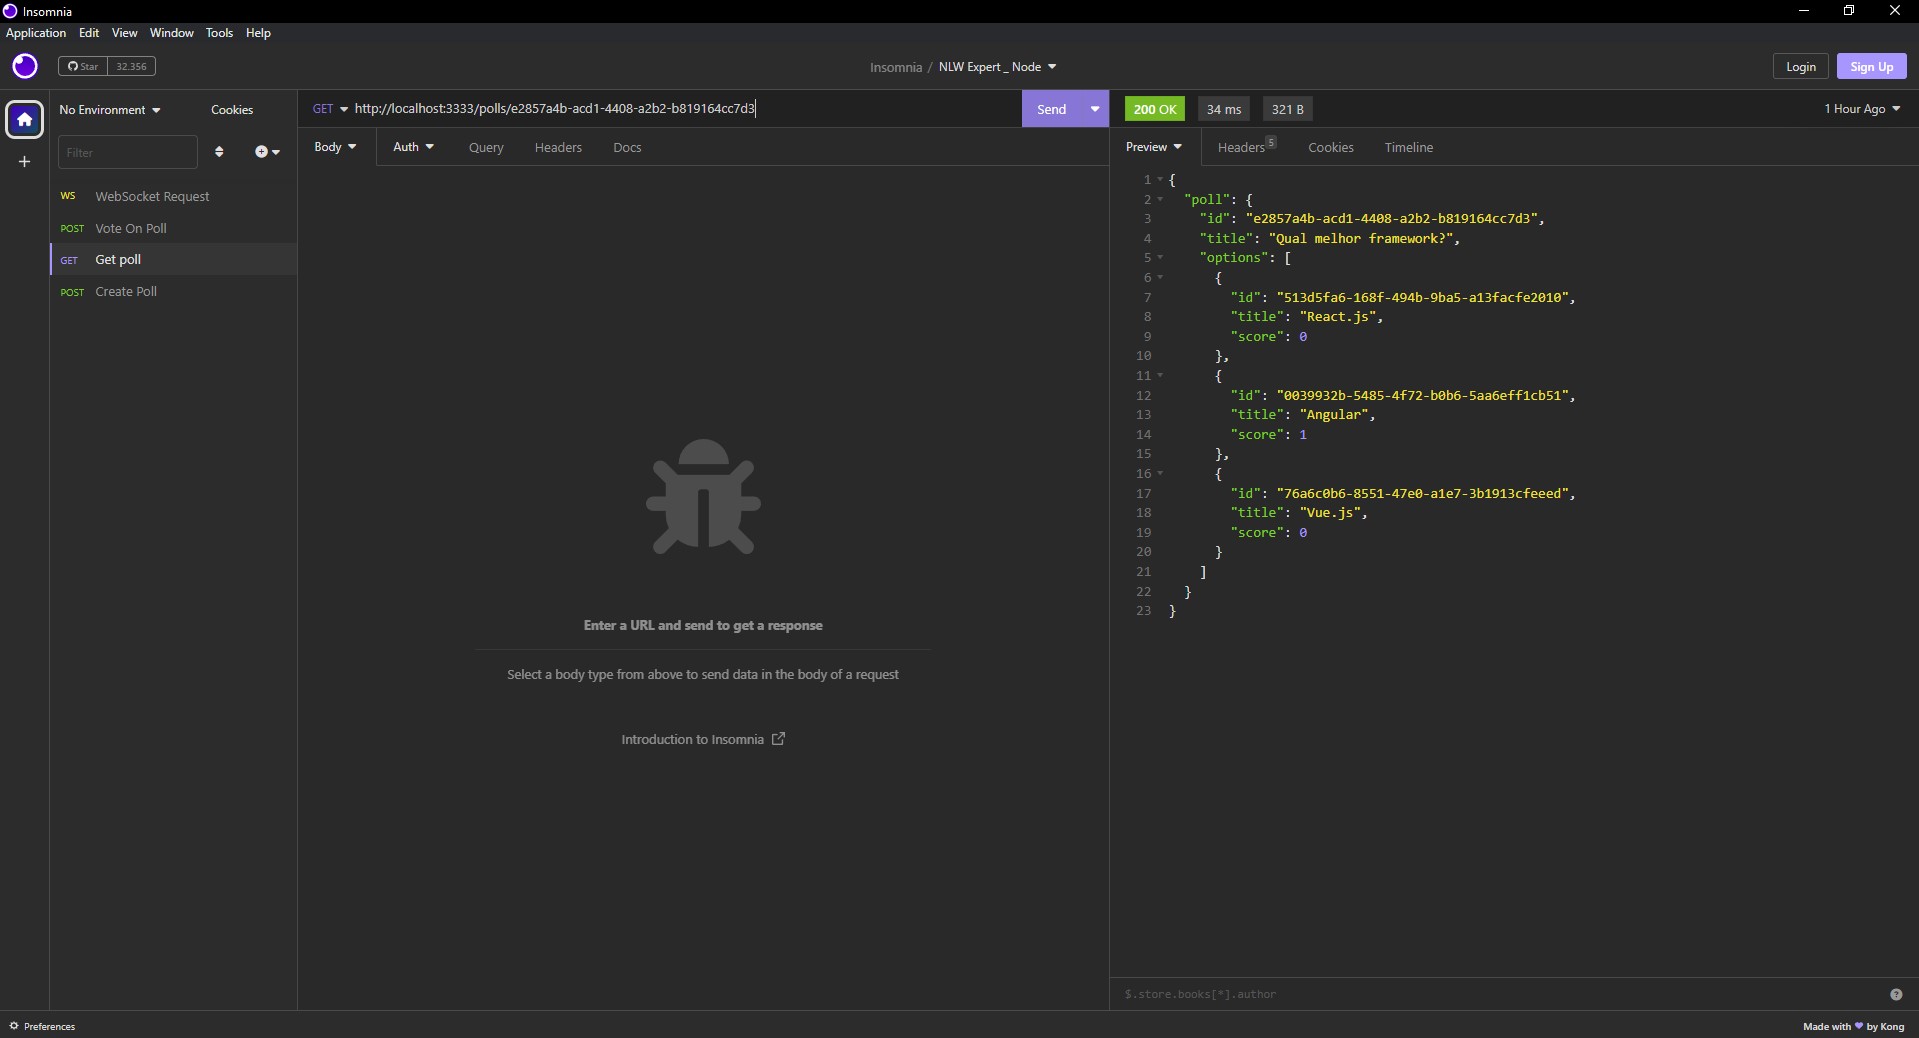 Insomnia
Application Edit View Window Tools Help
Star 32.356
Insomnia / NLW Expert _ Node
Login Sign Up
No Environment Cookies
Filter
WS WebSocket Request
POST Vote On Poll
GET Get poll
POST Create Poll
GET http://localhost:3333/polls/e2857a4b-acd1-4408-a2b2-b819164cc7d3
Send
Body Auth Query Headers Docs
Enter a URL and send to get a response
Select a body type from above to send data in the body of a request
Introduction to Insomnia
200 OK 34 ms 321 B 1 Hour Ago
Preview Headers 5 Cookies Timeline
1 {
2 "poll": {
3 "id": "e2857a4b-acd1-4408-a2b2-b819164cc7d3",
4 "title": "Qual melhor framework?",
5 "options": [
6 {
7 "id": "513d5fa6-168f-494b-9ba5-a13facfe2010",
8 "title": "React.js",
9 "score": 0
10 },
11 {
12 "id": "0039932b-5485-4f72-b0b6-5aa6eff1cb51",
13 "title": "Angular",
14 "score": 1
15 },
16 {
17 "id": "76a6c0b6-8551-47e0-a1e7-3b1913cfeeed",
18 "title": "Vue.js",
19 "score": 0
20 }
21 ]
22 }
23 }
$.store.books[*].author
Preferences
Made with ♥ by Kong